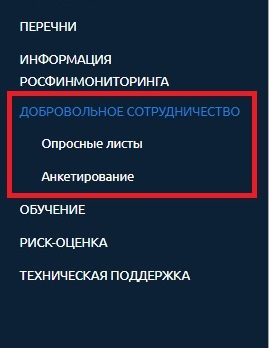 ПЕРЕЧНИ
ИНФОРМАЦИЯ
РОСФИНМОНИТОРИНГА
ДОБРОВОЛЬНОЕ СОТРУДНИЧЕСТВО
Опросные листы
Анкетирование
ОБУЧЕНИЕ
РИСК-ОЦЕНКА
ТЕХНИЧЕСКАЯ ПОДДЕРЖКА